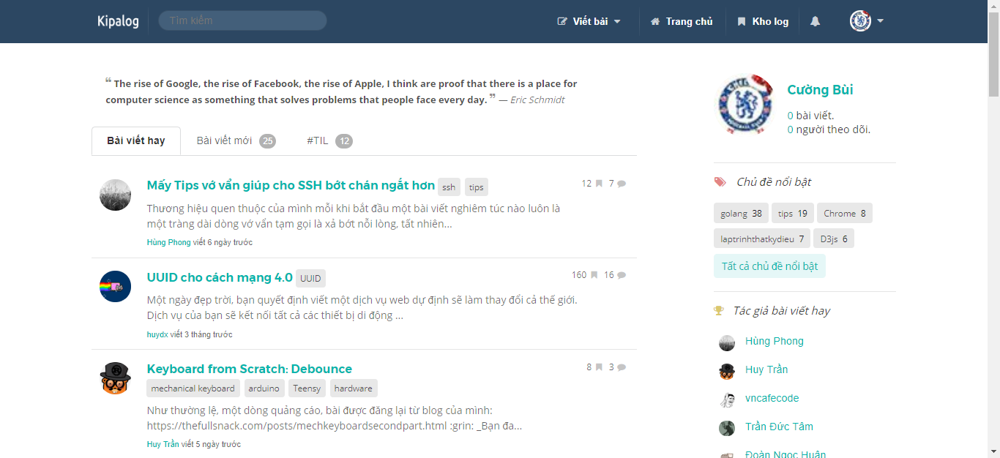 Kipalog
Tìm kiếm
Viết bài
Trang chủ
Kho log
“ The rise of Google, the rise of Facebook, the rise of Apple, I think are proof that there is a place for
computer science as something that solves problems that people face every day. ” — Eric Schmidt
Bài viết hay
Bài viết mới 25
#TIL 12
Mấy Tips vớ vẩn giúp cho SSH bớt chán ngắt hơn ssh tips
12 7
Thương hiệu quen thuộc của mình mỗi khi bắt đầu một bài viết nghiêm túc nào luôn là
một tràng dài dòng vớ vẩn tạm gọi là xả bớt nỗi lòng, tất nhiên...
Hùng Phong viết 6 ngày trước
UUID cho cách mạng 4.0 UUID
160 16
Một ngày đẹp trời, bạn quyết định viết một dịch vụ web dự định sẽ làm thay đổi cả thế giới.
Dịch vụ của bạn sẽ kết nối tất cả các thiết bị di động ...
huydx viết 3 tháng trước
Keyboard from Scratch: Debounce
8 3
mechanical keyboard arduino Teensy hardware
Như thường lệ, một dòng quảng cáo, bài được đăng lại từ blog của mình:
https://thefullsnack.com/posts/mechkeyboardsecondpart.html :grin: _Bạn đa...
Huy Trần viết 5 ngày trước
Cường Bùi
0 bài viết.
0 người theo dõi.
Chủ đề nổi bật
golang 38 tips 19 Chrome 8
laptrinhthatkydieu 7 D3js 6
Tất cả chủ đề nổi bật
Tác giả bài viết hay
Hùng Phong
Huy Trần
vncafecode
Trần Đức Tâm
Đoàn Ngọc Huân